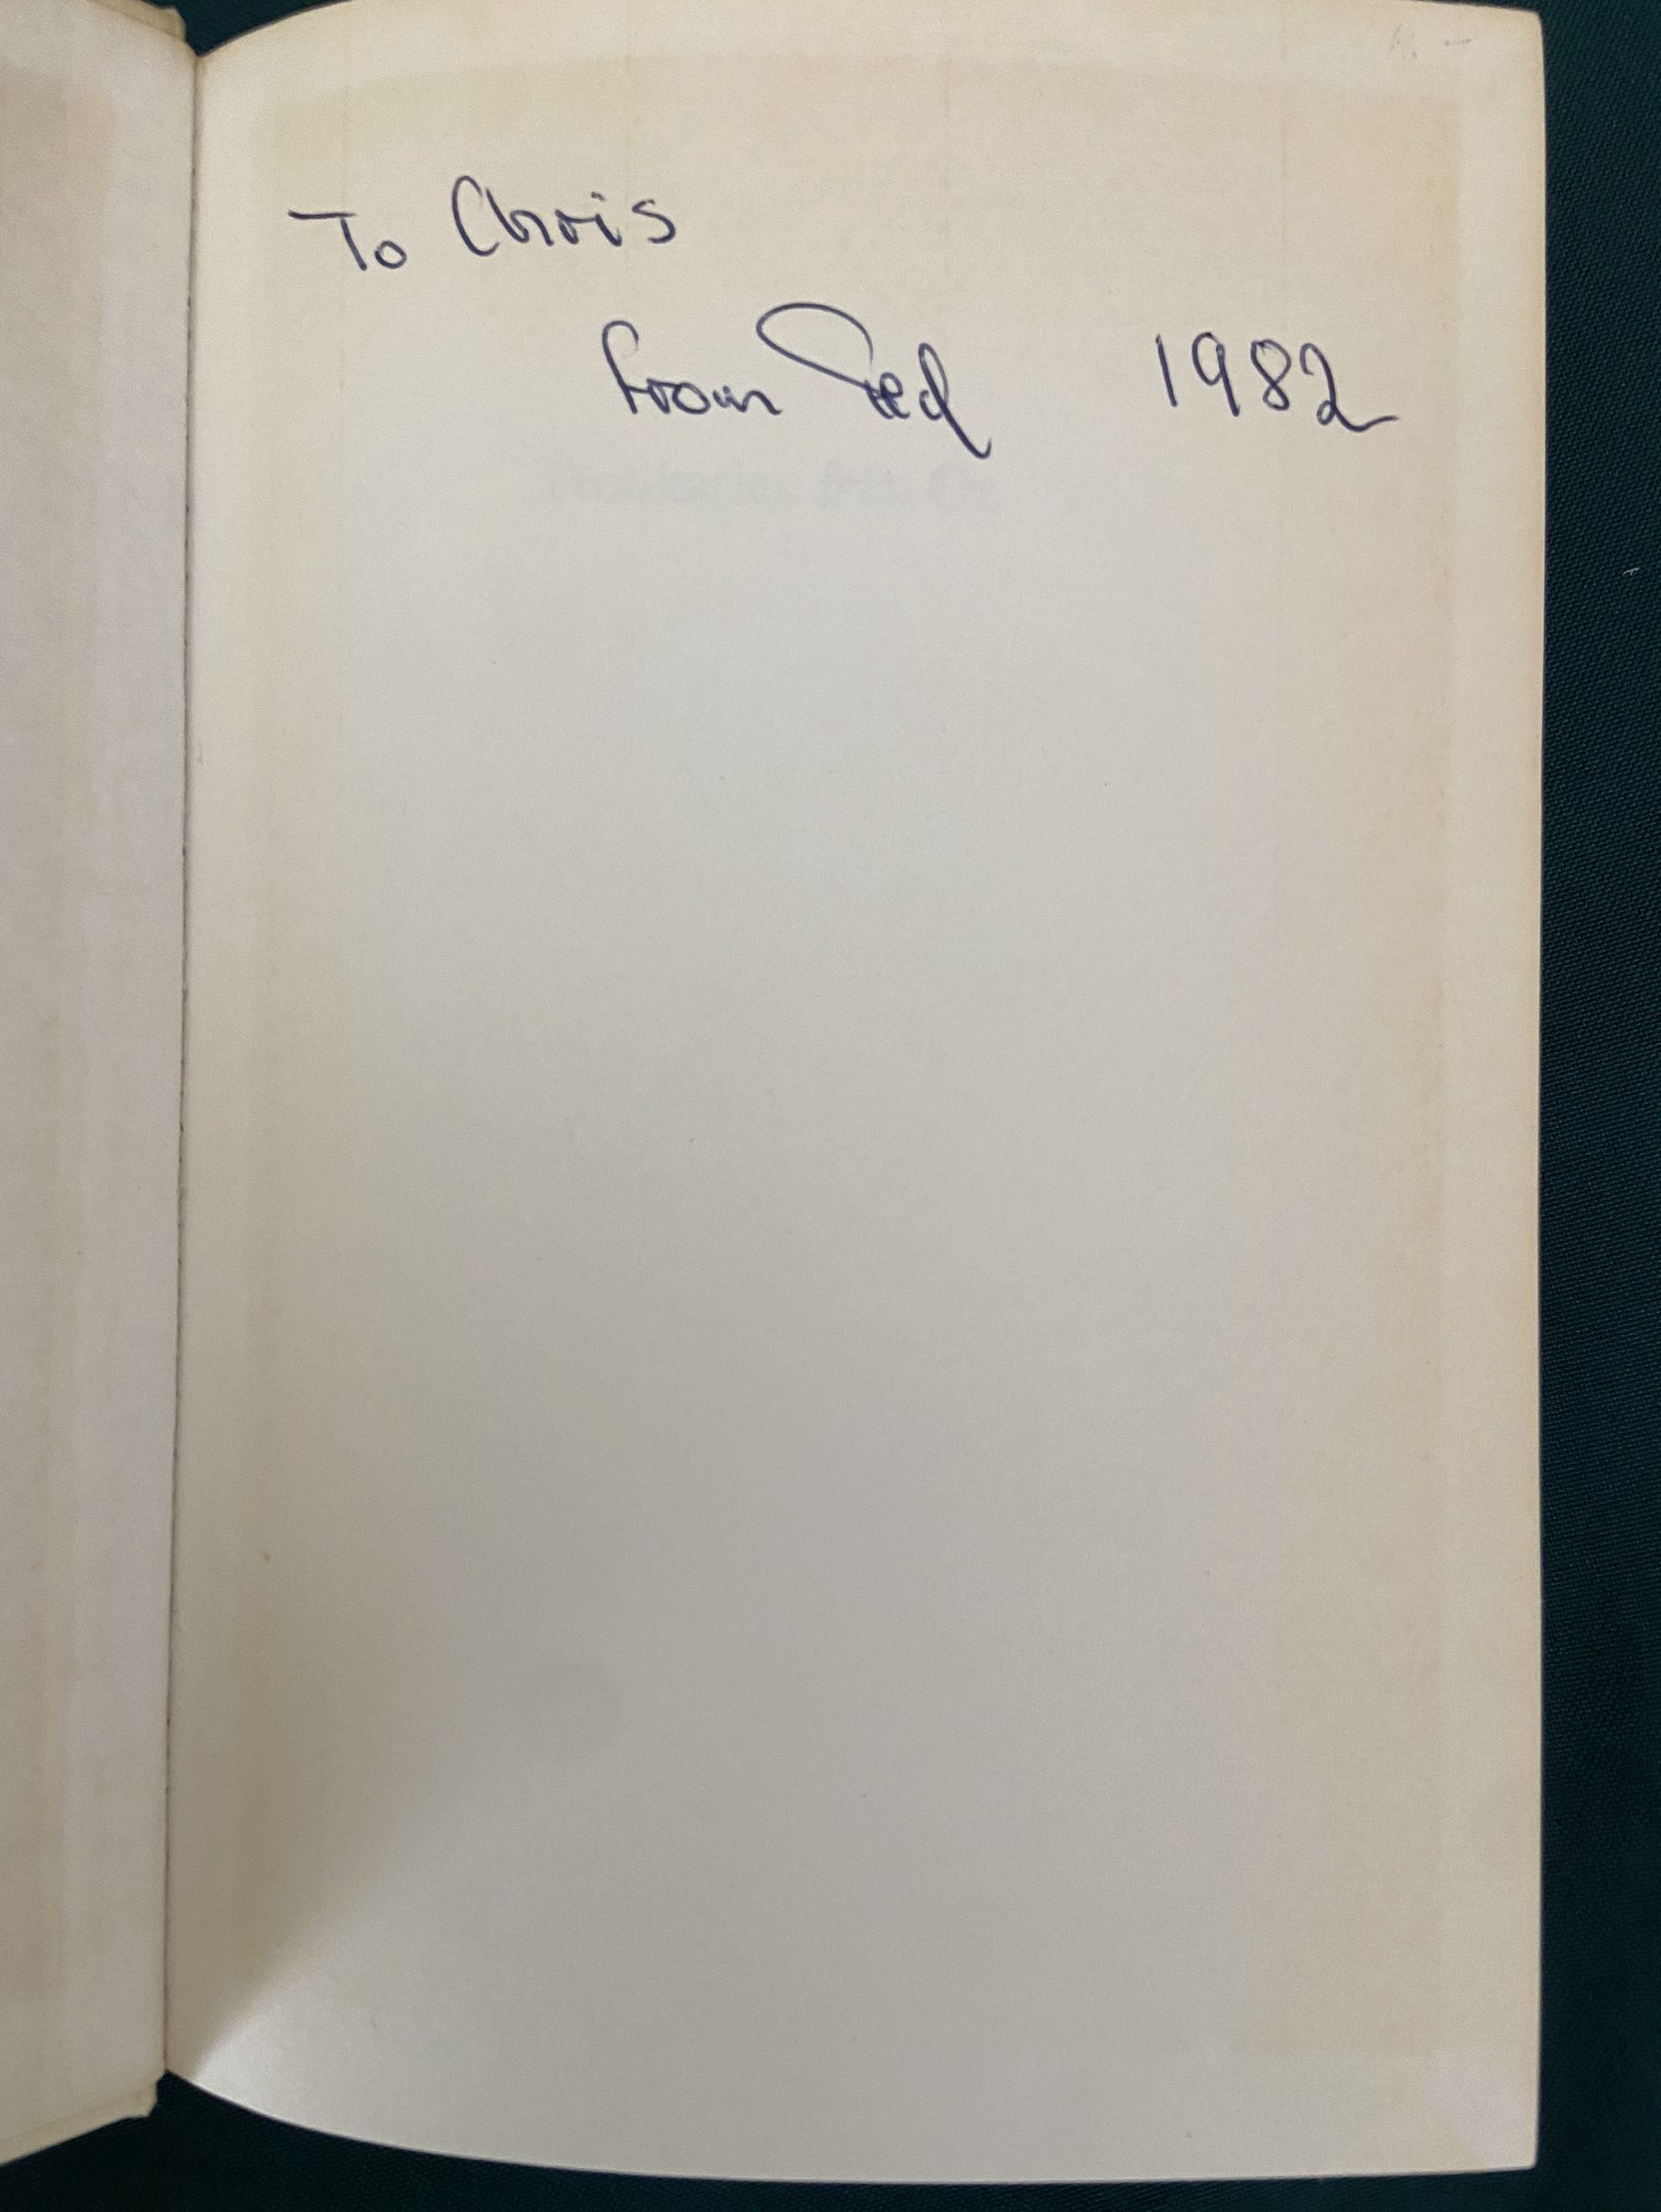 To Chris
from Ted 1982